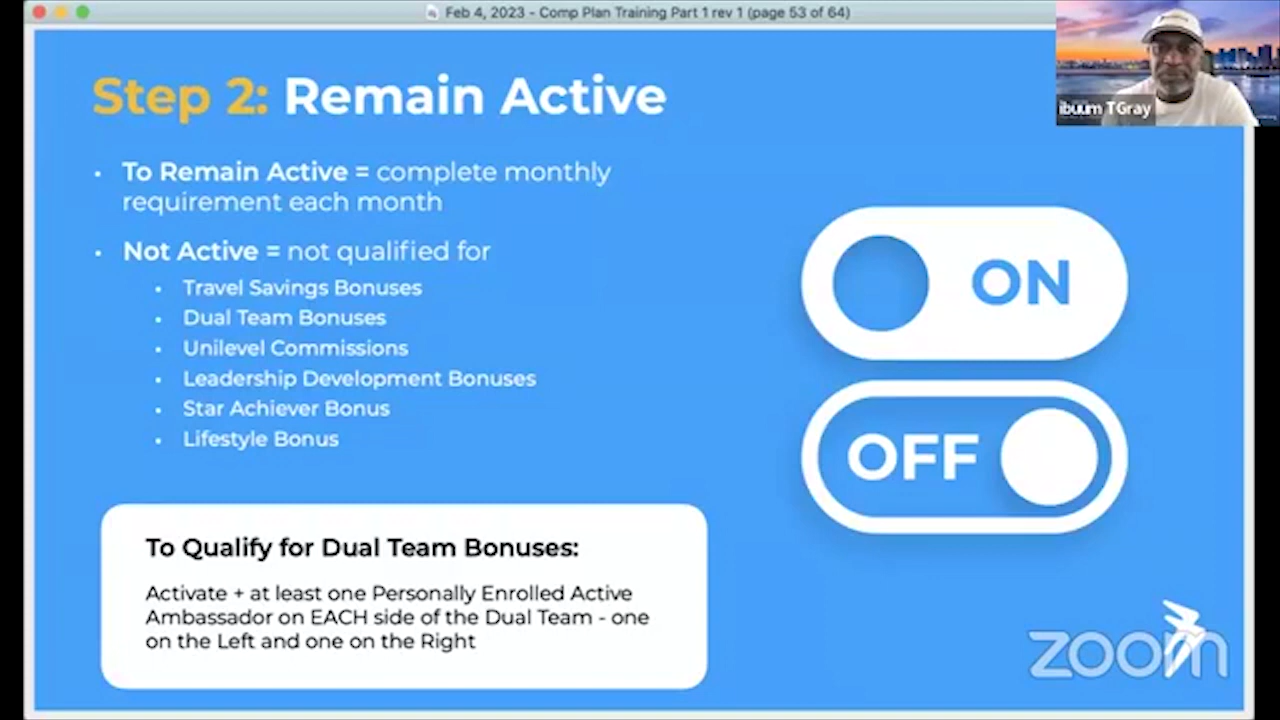 Feb 4, 2023 - Comp Plan Training Part 1 rev 1 (page 53 of 64)
ibuum TGray
Step 2: Remain Active
• To Remain Active = complete monthly
requirement each month
• Not Active = not qualified for
• Travel Savings Bonuses
• Dual Team Bonuses
• Unilevel Commissions
• Leadership Development Bonuses
• Star Achiever Bonus
• Lifestyle Bonus
ON
OFF
To Qualify for Dual Team Bonuses:
Activate + at least one Personally Enrolled Active
Ambassador on EACH side of the Dual Team - one
on the Left and one on the Right
zoom